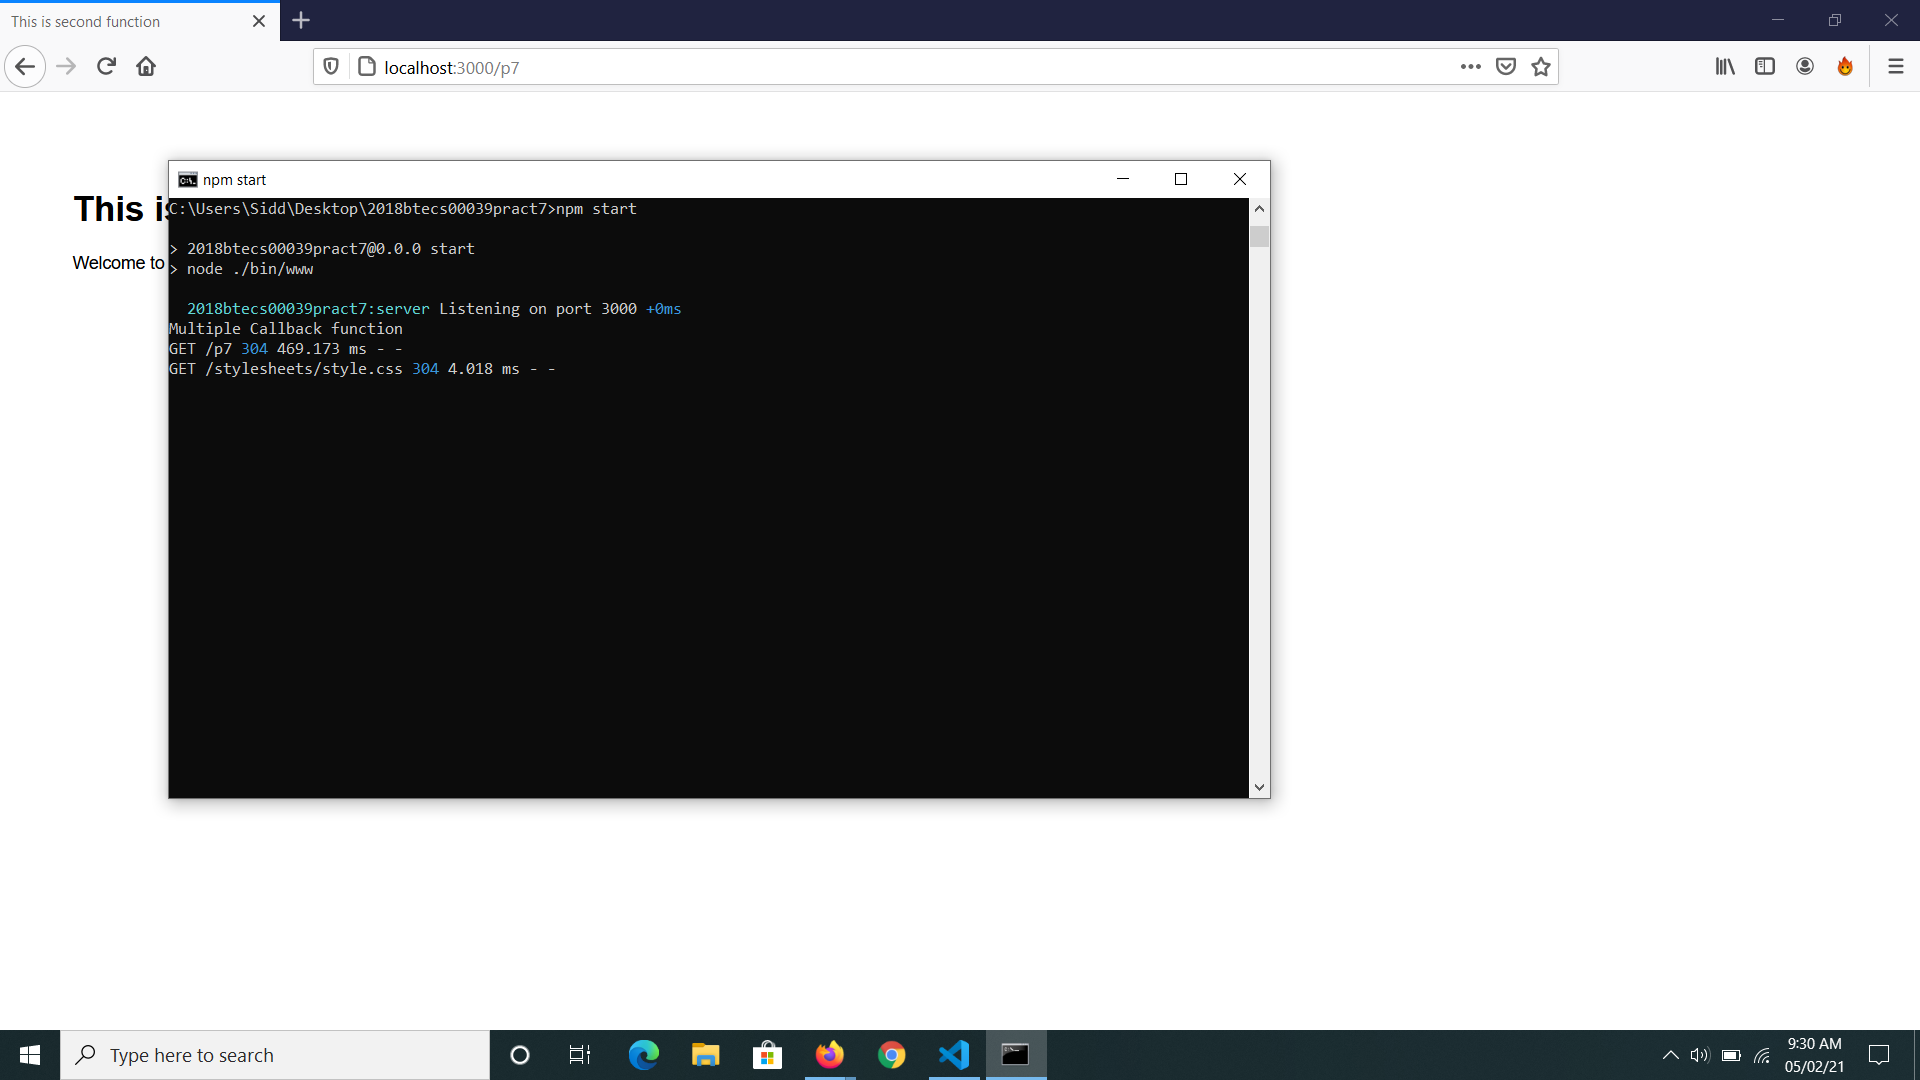 This is second function
localhost:3000/p7
npm start
This is
Welcome to
C:\Users\Sidd\Desktop\2018btecs00039pract7>npm start
> 2018btecs00039pract7@0.0.0 start
> node ./bin/www
2018btecs00039pract7:server Listening on port 3000 +0ms
Multiple Callback function
GET /p7 304 469.173 ms - -
GET /stylesheets/style.css 304 4.018 ms - -
Type here to search
9:30 AM
05/02/21